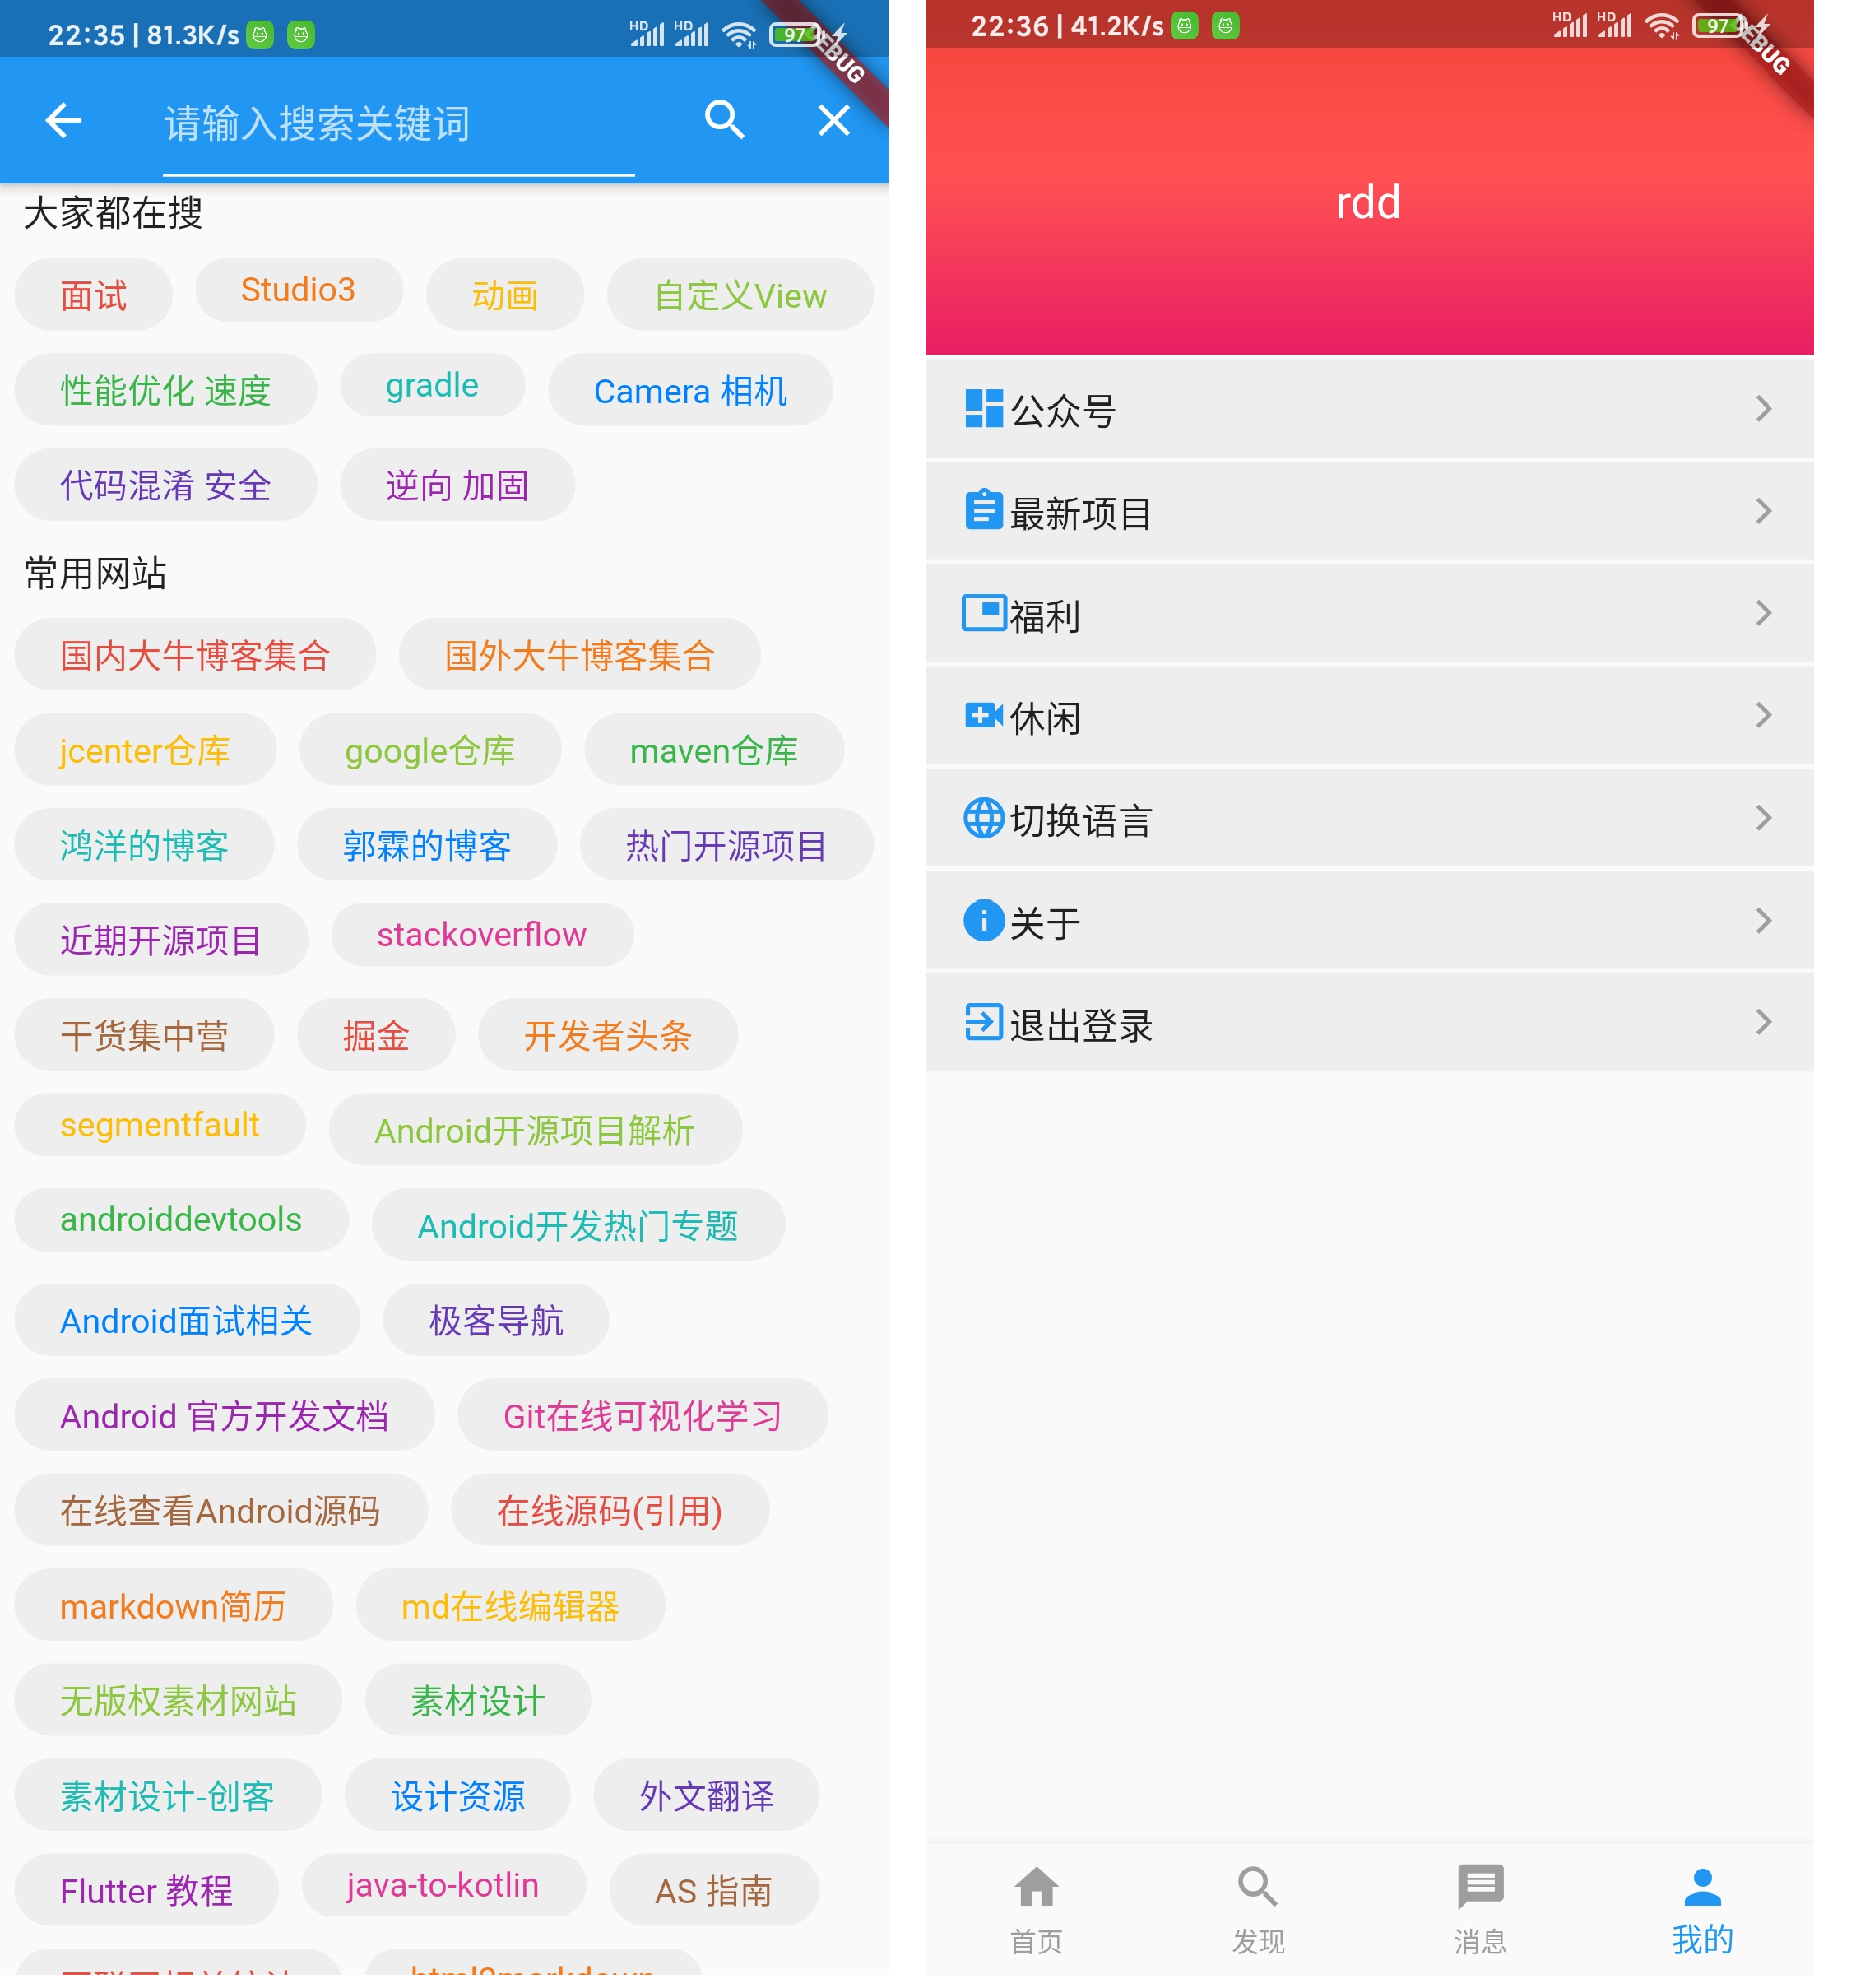 22:35 | 81.3K/s
HD HD 97
EBUG
请输入搜索关键词
大家都在搜
面试 Studio3 动画 自定义View
性能优化 速度 gradle Camera 相机
代码混淆 安全 逆向 加固
常用网站
国内大牛博客集合 国外大牛博客集合
jcenter仓库 google仓库 maven仓库
鸿洋的博客 郭霖的博客 热门开源项目
近期开源项目 stackoverflow
干货集中营 掘金 开发者头条
segmentfault Android开源项目解析
androiddevtools Android开发热门专题
Android面试相关 极客导航
Android 官方开发文档 Git在线可视化学习
在线查看Android源码 在线源码(引用)
markdown简历 md在线编辑器
无版权素材网站 素材设计
素材设计-创客 设计资源 外文翻译
Flutter 教程 java-to-kotlin AS 指南
html2markdown
22:36 | 41.2K/s
HD HD 97
EBUG
rdd
公众号
最新项目
福利
休闲
切换语言
关于
退出登录
首页 发现 消息 我的